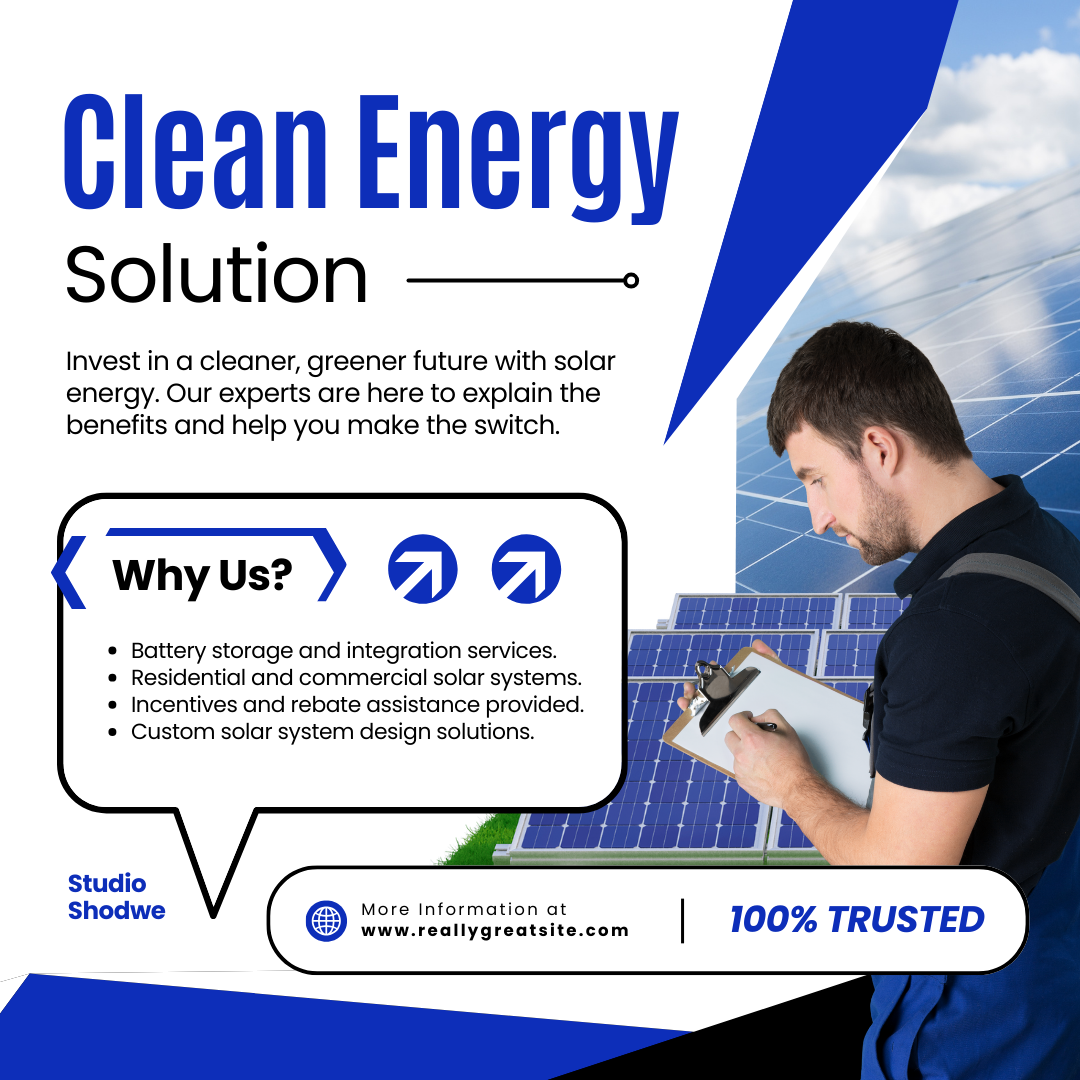 Clean Energy
Solution
Invest in a cleaner, greener future with solar
energy. Our experts are here to explain the
benefits and help you make the switch.
Why Us?
Battery storage and integration services.
Residential and commercial solar systems.
Incentives and rebate assistance provided.
Custom solar system design solutions.
Studio
Shodwe
More Information at
www.reallygreatsite.com
100% TRUSTED